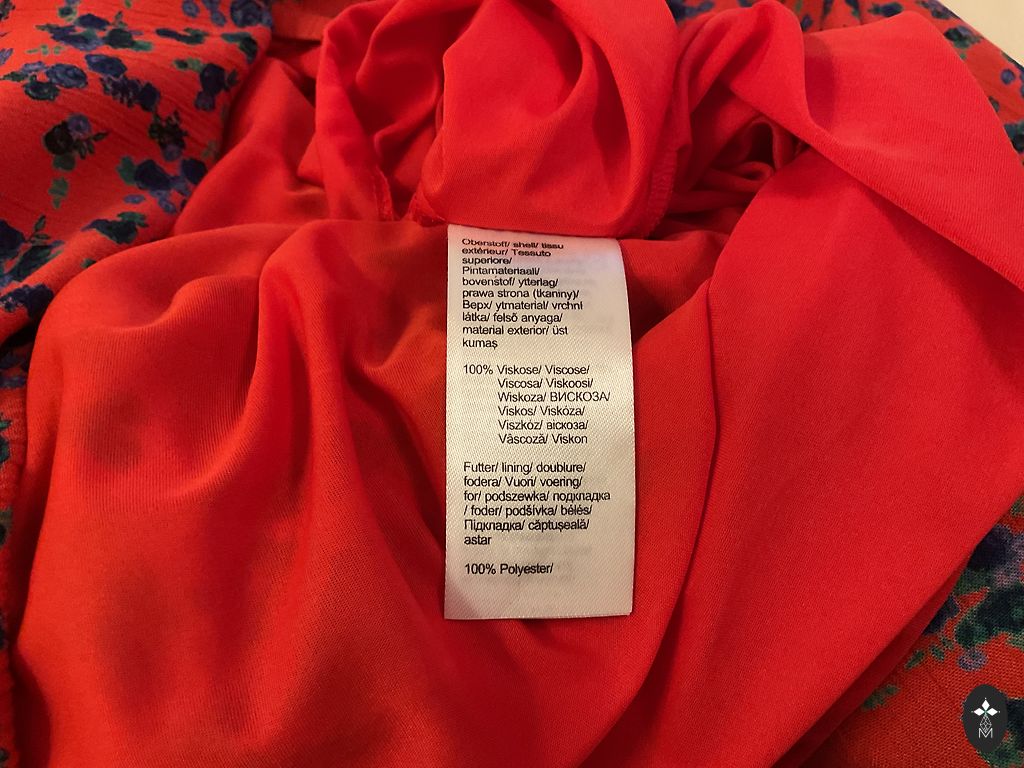 Oberstoff/ shell/ tissu
extérieur/ Tessuto
superiore/
Pintamateriaali/
bovenstof/ ytterlag/
prawa strona (tkaniny)/
Верх/ ytmaterial/ vrchní
látka/ felső anyaga/
material exterior/ üst
kumaş
100% Viskose/ Viscose/
Viscosa/ Viskoosi/
Wiskoza/ ВИСКОЗА/
Viskos/ Viskóza/
Viszkóz/ віскоза/
Vâscoză/ Viskon
Futter/ lining/ doublure/
fodera/ Vuori/ voering/
for/ podszewka/ подкладка
/ foder/ podšívka/ bélés/
Підкладка/ căptuşeală/
astar
100% Polyester/
M